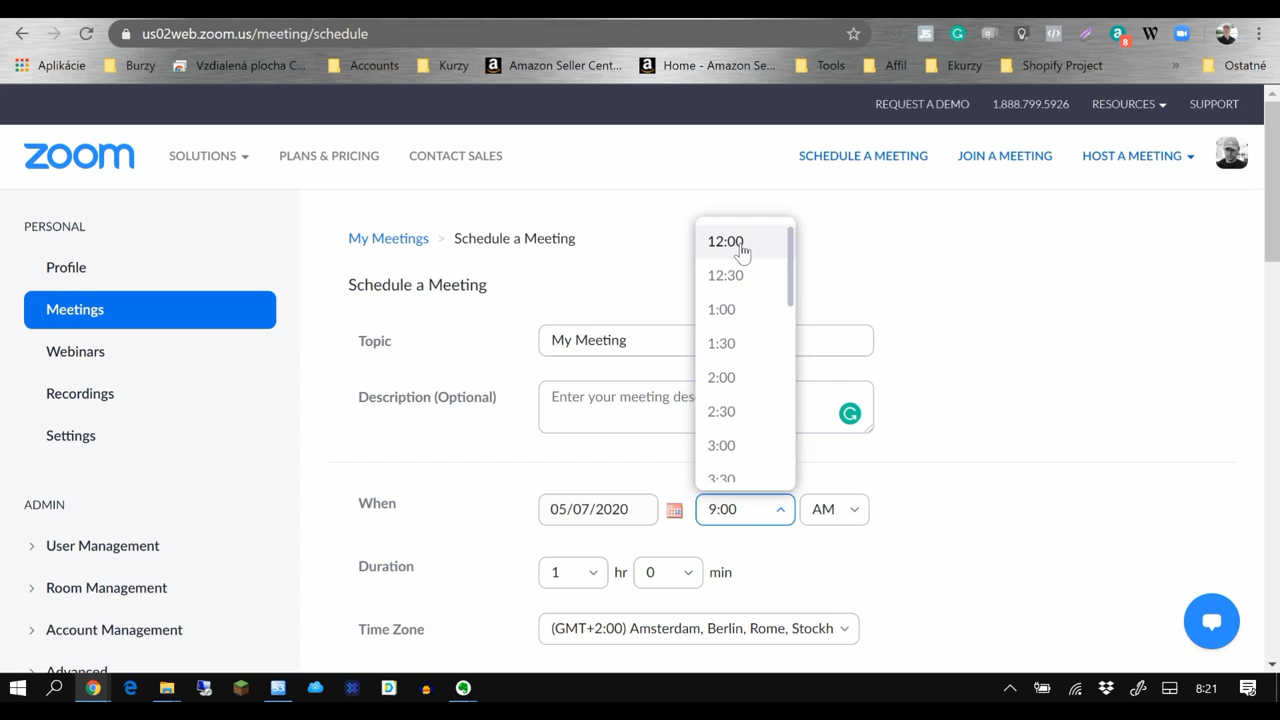 us02web.zoom.us/meeting/schedule
8
Aplikácie
Burzy
Vzdialená plocha C...
Accounts
Kurzy
Amazon Seller Cent...
Home - Amazon Se...
Tools
Affil
Ekurzy
Shopify Project
»
Ostatné
REQUEST A DEMO 1.888.799.5926 RESOURCES SUPPORT
zoom SOLUTIONS PLANS & PRICING CONTACT SALES SCHEDULE A MEETING JOIN A MEETING HOST A MEETING
PERSONAL
Profile
Meetings
Webinars
Recordings
Settings
ADMIN
User Management
Room Management
Account Management
Advanced
My Meetings > Schedule a Meeting
Schedule a Meeting
Topic My Meeting
Description (Optional) Enter your meeting des
12:00
12:30
1:00
1:30
2:00
2:30
3:00
3:30
When 05/07/2020 9:00 AM
Duration 1 hr 0 min
Time Zone (GMT+2:00) Amsterdam, Berlin, Rome, Stockh
8:21